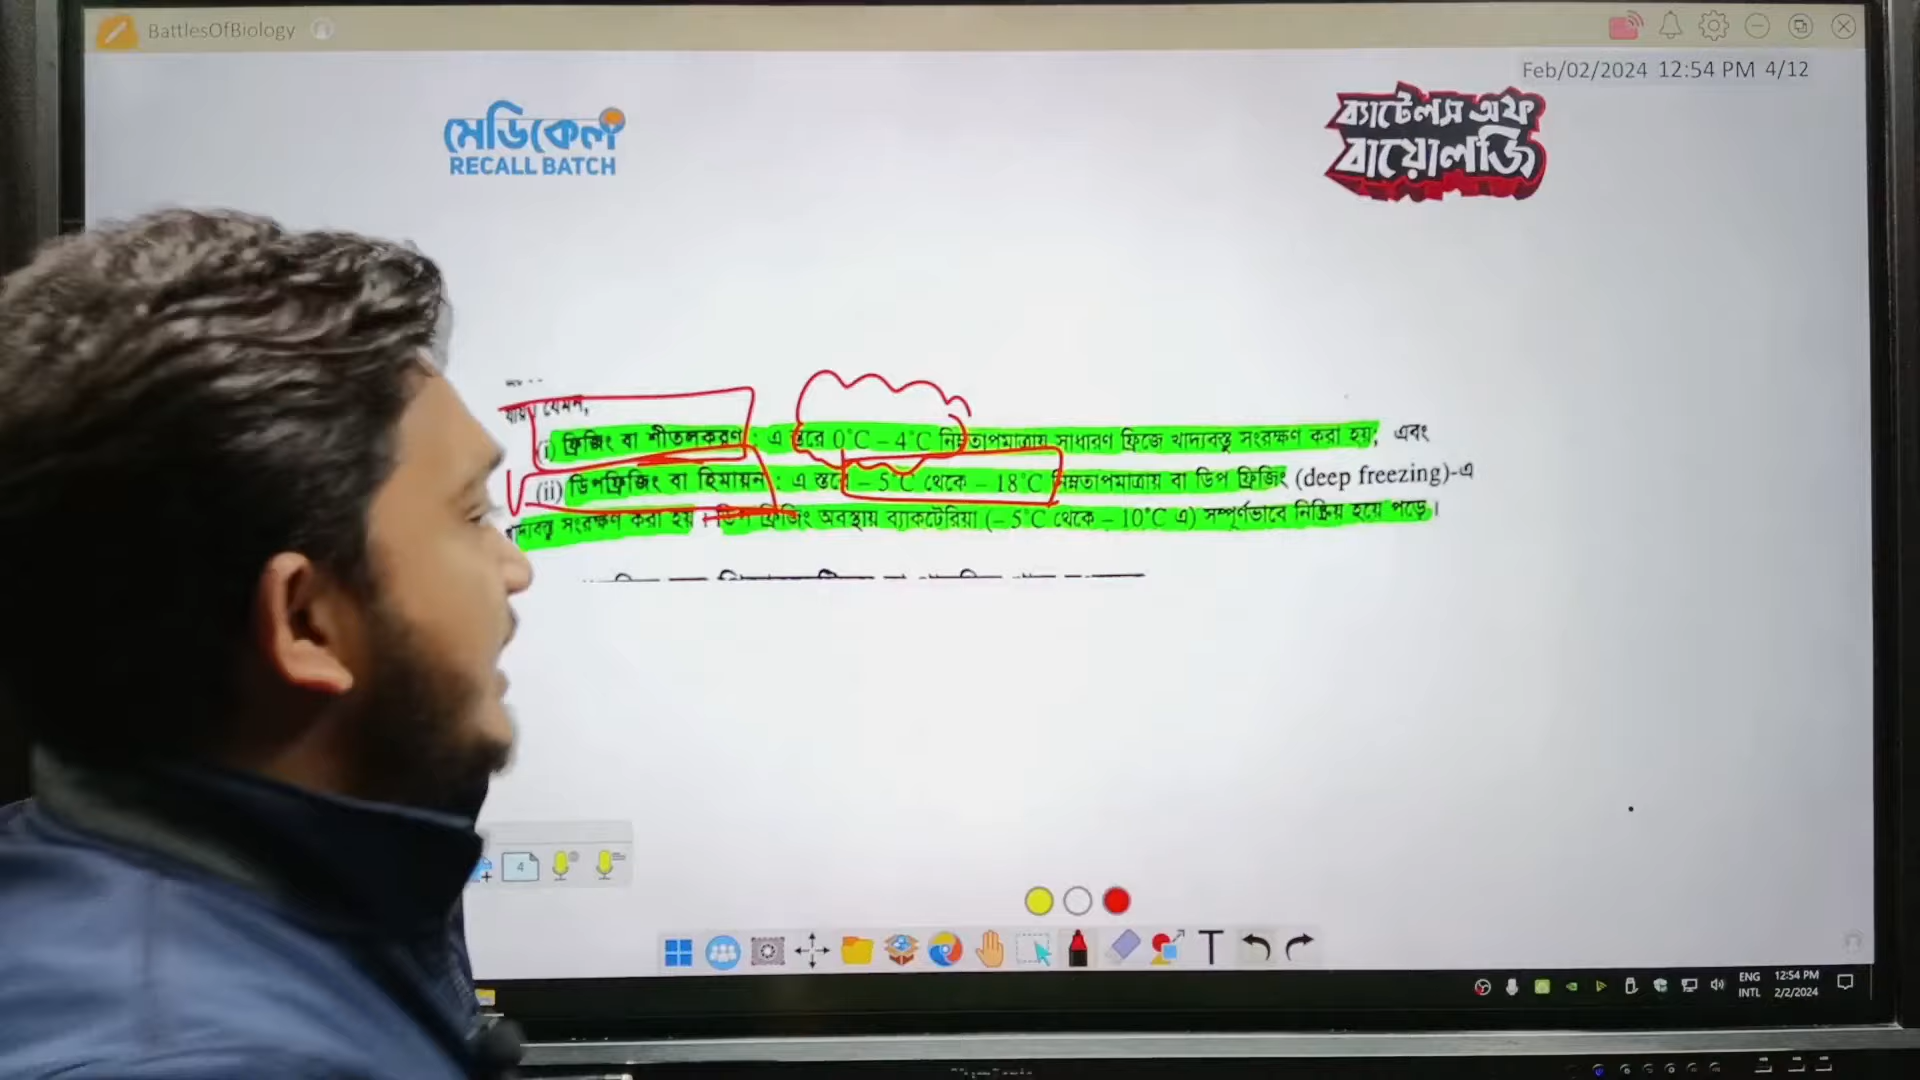 BattlesOfBiology
Feb/02/2024 12:54 PM 4/12
মেডিকেল
RECALL BATCH
ব্যাটেলস অফ
বায়োলজি
যায়। যেমন,
(i) ফ্রিজিং বা শীতলকরণ : এ স্তরে 0°C – 4°C নিম্নতাপমাত্রায় সাধারণ ফ্রিজে খাদ্যবস্তু সংরক্ষণ করা হয়; এবং
(ii) ডিপফ্রিজিং বা হিমায়ন : এ স্তরে – 5°C থেকে – 18°C নিম্নতাপমাত্রায় বা ডিপ ফ্রিজিং (deep freezing)-এ
খাদ্যবস্তু সংরক্ষণ করা হয়। ডিপ ফ্রিজিং অবস্থায় ব্যাকটেরিয়া (– 5°C থেকে – 10°C এ) সম্পূর্ণভাবে নিষ্ক্রিয় হয়ে পড়ে।
4
T
ENG
INTL
12:54 PM
2/2/2024